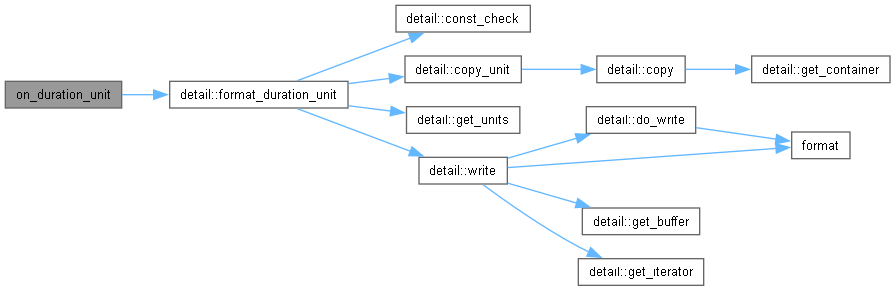 detail::const_check
detail::copy_unit
detail::copy
detail::get_container
on_duration_unit
detail::format_duration_unit
detail::get_units
detail::do_write
format
detail::write
detail::get_buffer
detail::get_iterator